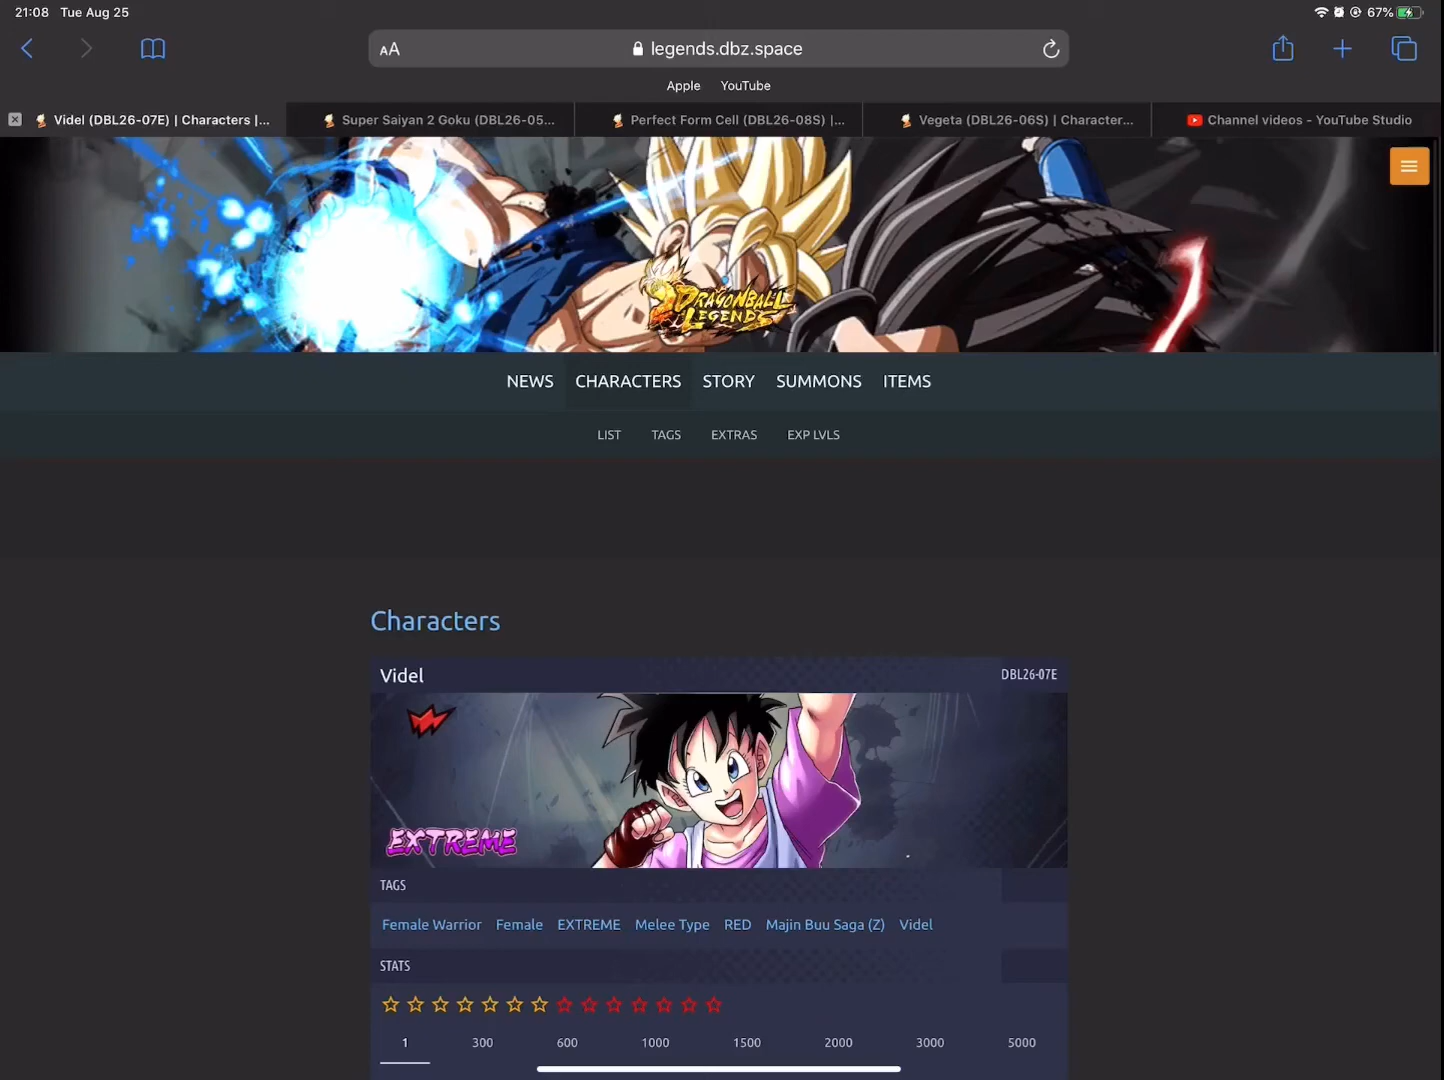 21:08 Tue Aug 25 67%
AA legends.dbz.space
Apple YouTube
Videl (DBL26-07E) | Characters |... Super Saiyan 2 Goku (DBL26-05... Perfect Form Cell (DBL26-08S) |... Vegeta (DBL26-06S) | Character... Channel videos - YouTube Studio
DRAGONBALL
LEGENDS
NEWS CHARACTERS STORY SUMMONS ITEMS
LIST TAGS EXTRAS EXP LVLS
Characters
Videl DBL26-07E
EXTREME
TAGS
Female Warrior Female EXTREME Melee Type RED Majin Buu Saga (Z) Videl
STATS
1 300 600 1000 1500 2000 3000 5000